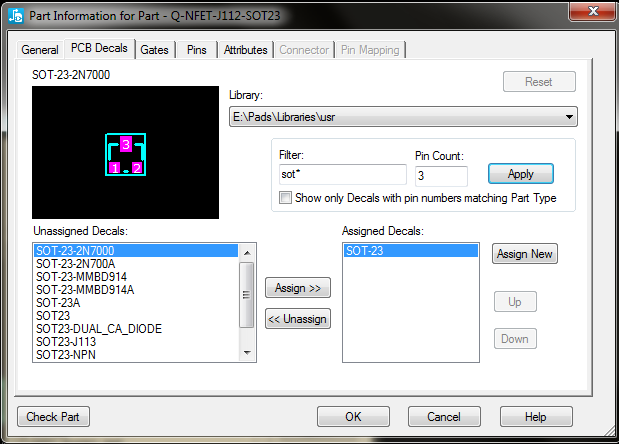 Part Information for Part - Q-NFET-J112-SOT23
General PCB Decals Gates Pins Attributes Connector Pin Mapping
SOT-23-2N7000
Reset
Library:
E:\Pads\Libraries\usr
3
1 2
Filter: Pin Count:
sot* 3 Apply
Show only Decals with pin numbers matching Part Type
Unassigned Decals: Assigned Decals:
SOT-23-2N7000
SOT-23-2N700A
SOT-23-MMBD914
SOT-23-MMBD914A
SOT-23A
SOT23
SOT23-DUAL_CA_DIODE
SOT23-J113
SOT23-NPN
Assign >>
<< Unassign
SOT-23
Assign New
Up
Down
Check Part OK Cancel Help